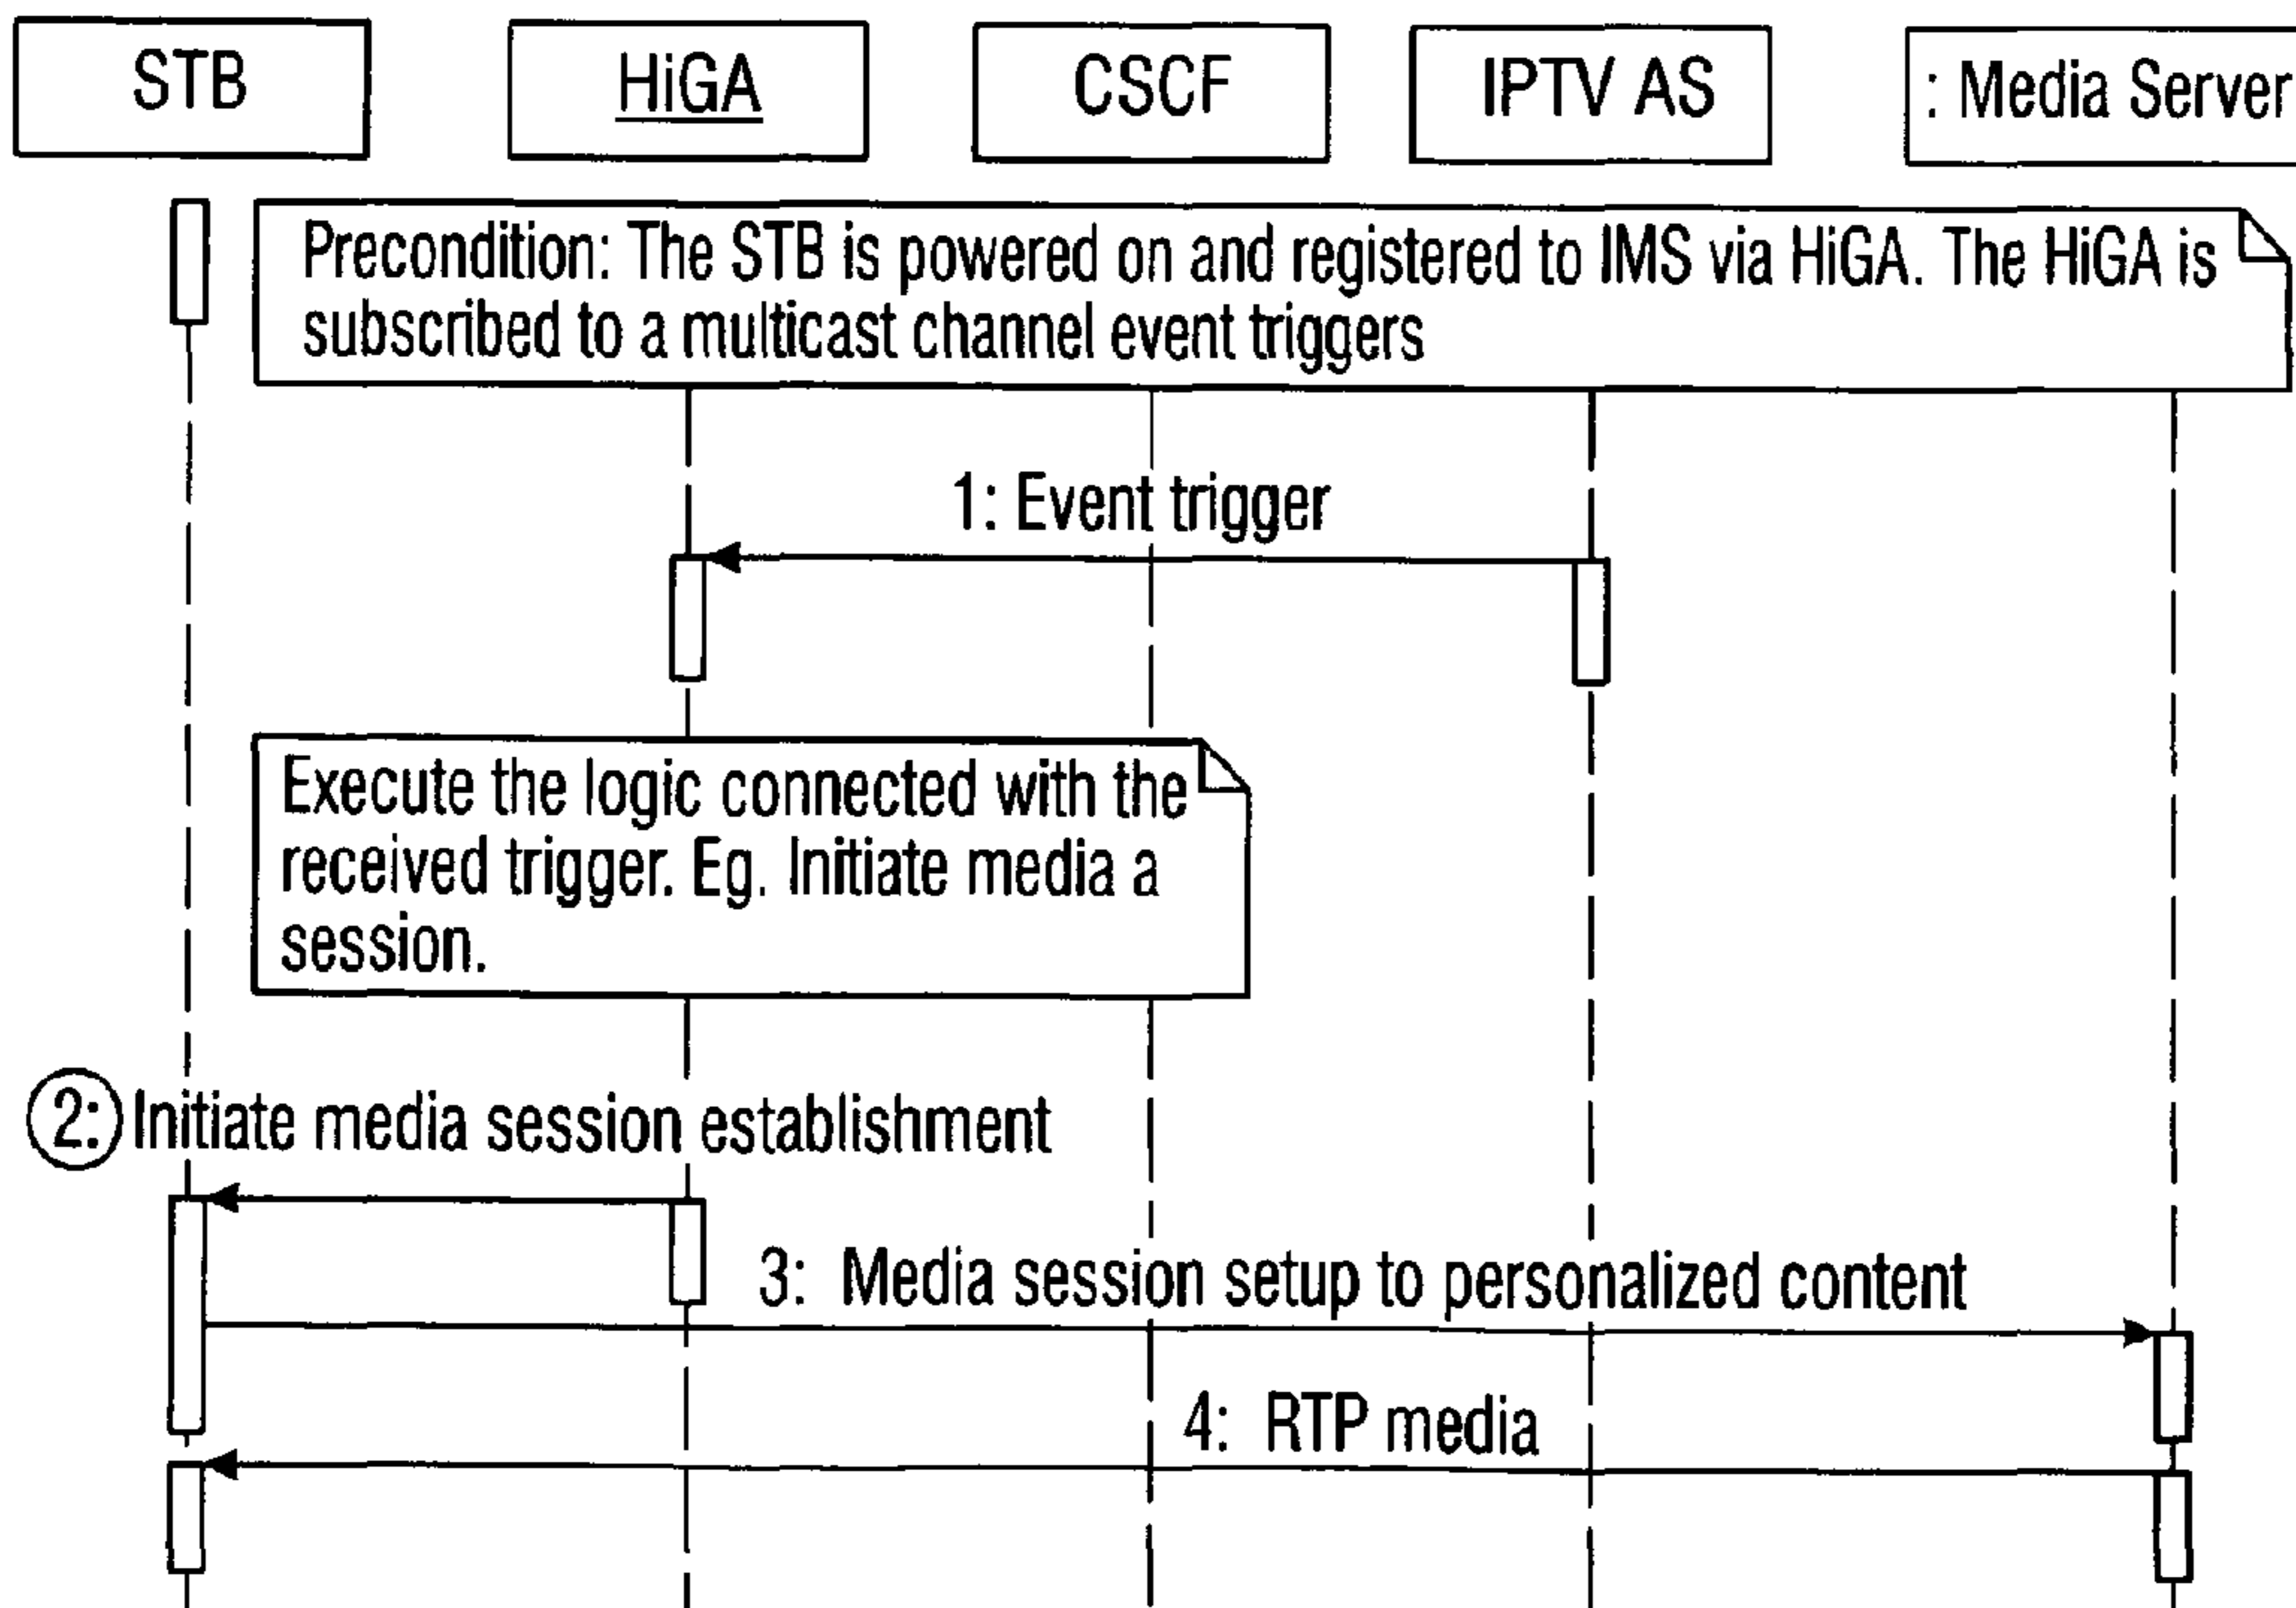 STB
HiGA
CSCF
IPTV AS
: Media Server
Precondition: The STB is powered on and registered to IMS via HiGA. The HiGA is
subscribed to a multicast channel event triggers
1: Event trigger
Execute the logic connected with the
received trigger. Eg. Initiate media a
session.
2: Initiate media session establishment
3: Media session setup to personalized content
4: RTP media